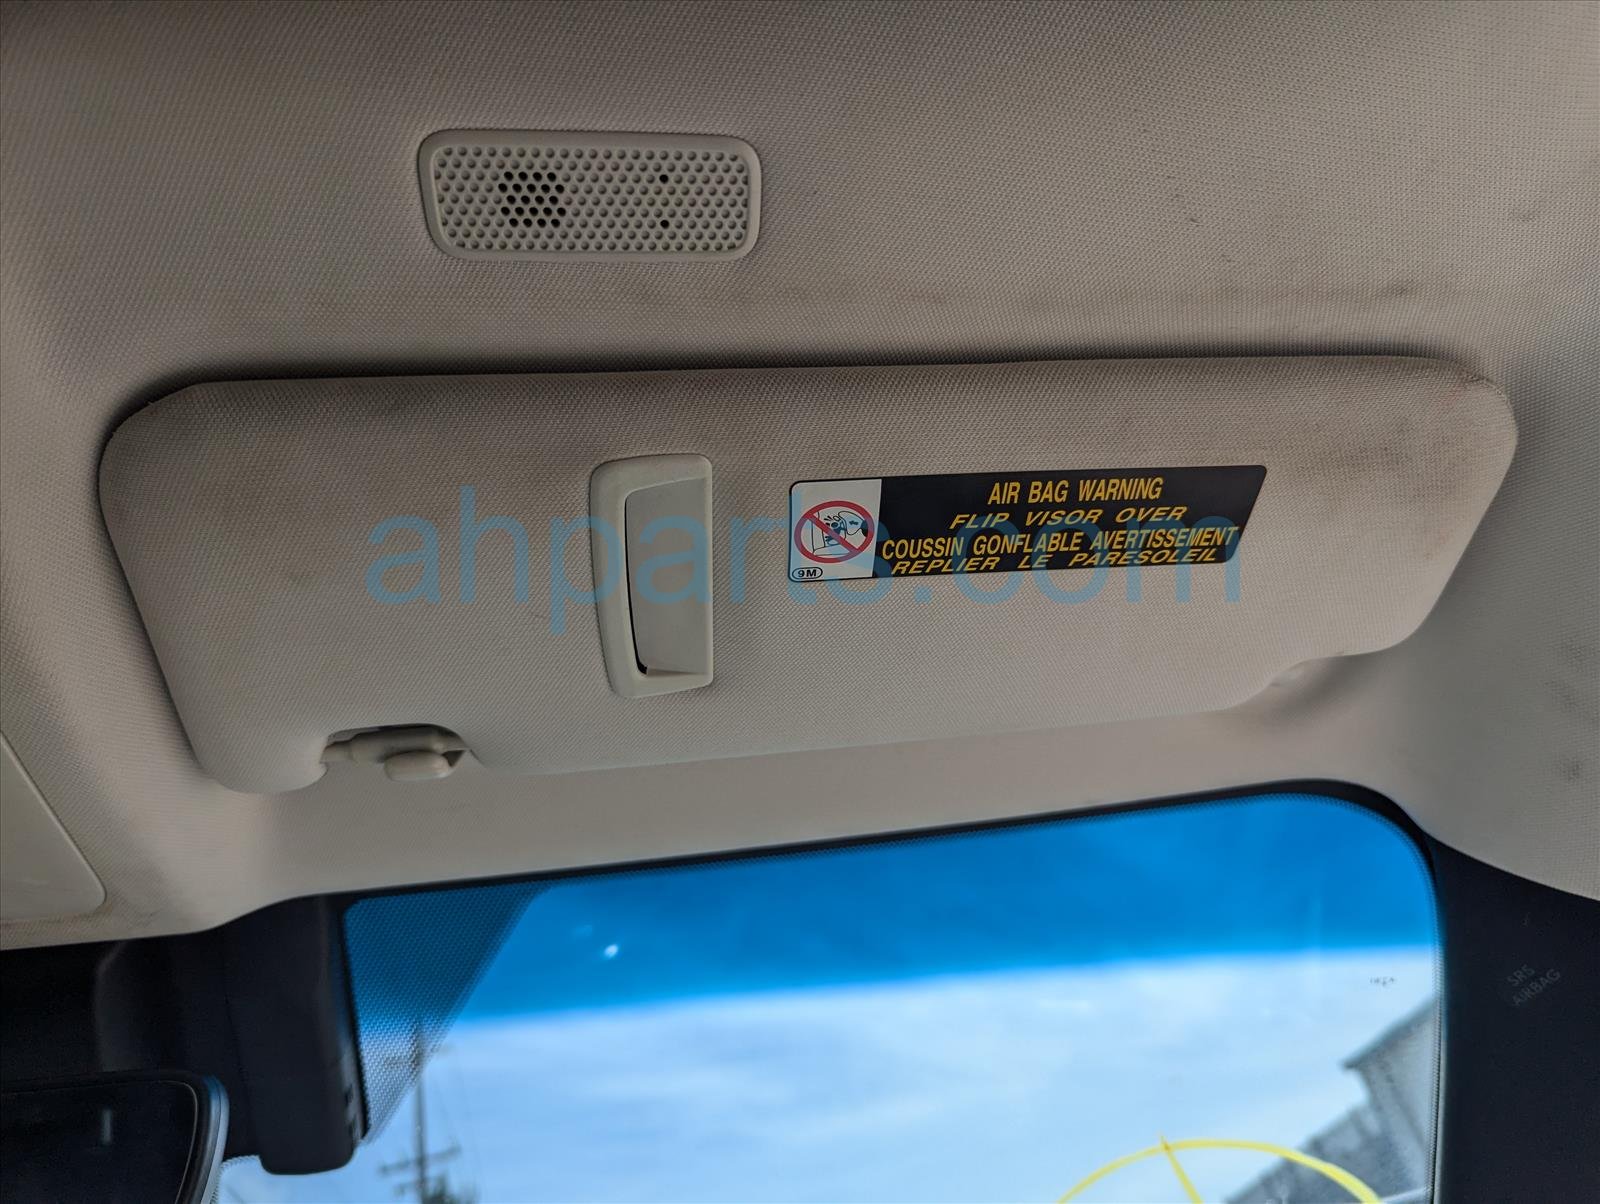 AIR BAG WARNING
FLIP VISOR OVER
COUSSIN GONFLABLE AVERTISSEMENT
REPLIER LE PARESOLEIL
9M
ahparts.com
SRS
AIRBAG